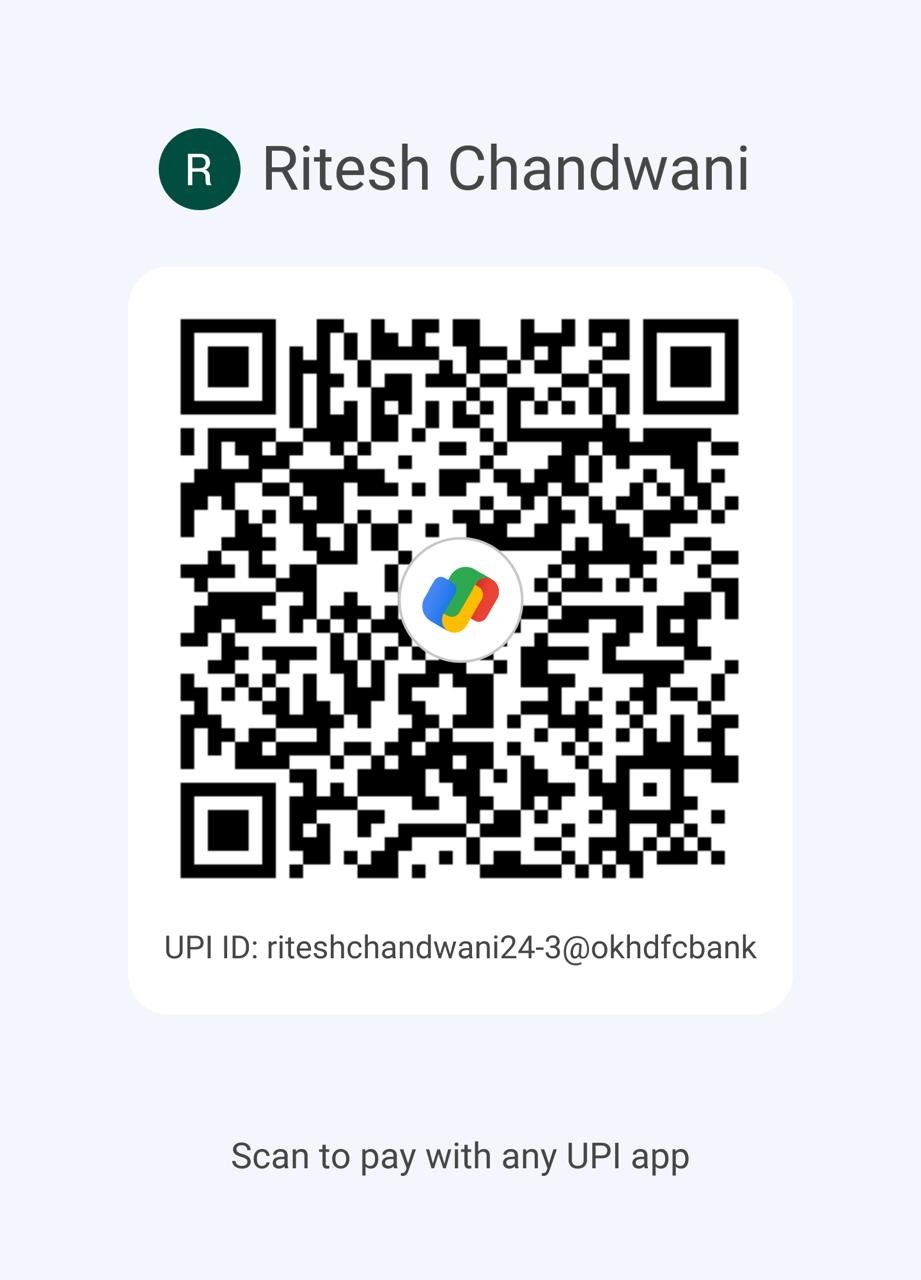 R Ritesh Chandwani
UPI ID: riteshchandwani24-3@okhdfcbank
Scan to pay with any UPI app